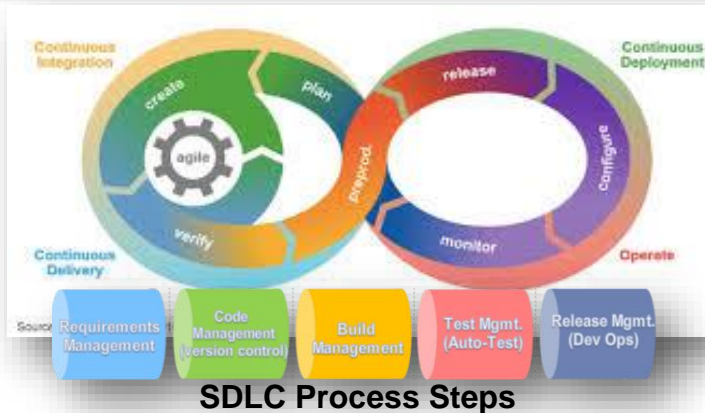 Continuous
Integration
Continuous
Deployment
create
plan
release
agile
preprod.
configure
verify
monitor
Continuous
Delivery
Operate
Requirements
Management
Code
Management
(version control)
Build
Management
Test Mgmt.
(Auto-Test)
Release Mgmt.
(Dev Ops)
SDLC Process Steps